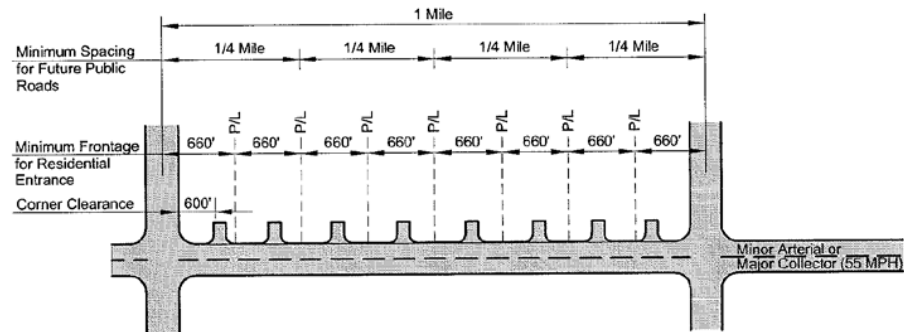 1 Mile
Minimum Spacing
for Future Public
Roads
1/4 Mile
1/4 Mile
1/4 Mile
1/4 Mile
P/L
P/L
P/L
P/L
P/L
P/L
P/L
Minimum Frontage
for Residential
Entrance
660'
660'
660'
660'
660'
660'
660'
660'
Corner Clearance
600'
Minor Arterial or
Major Collector (55 MPH)